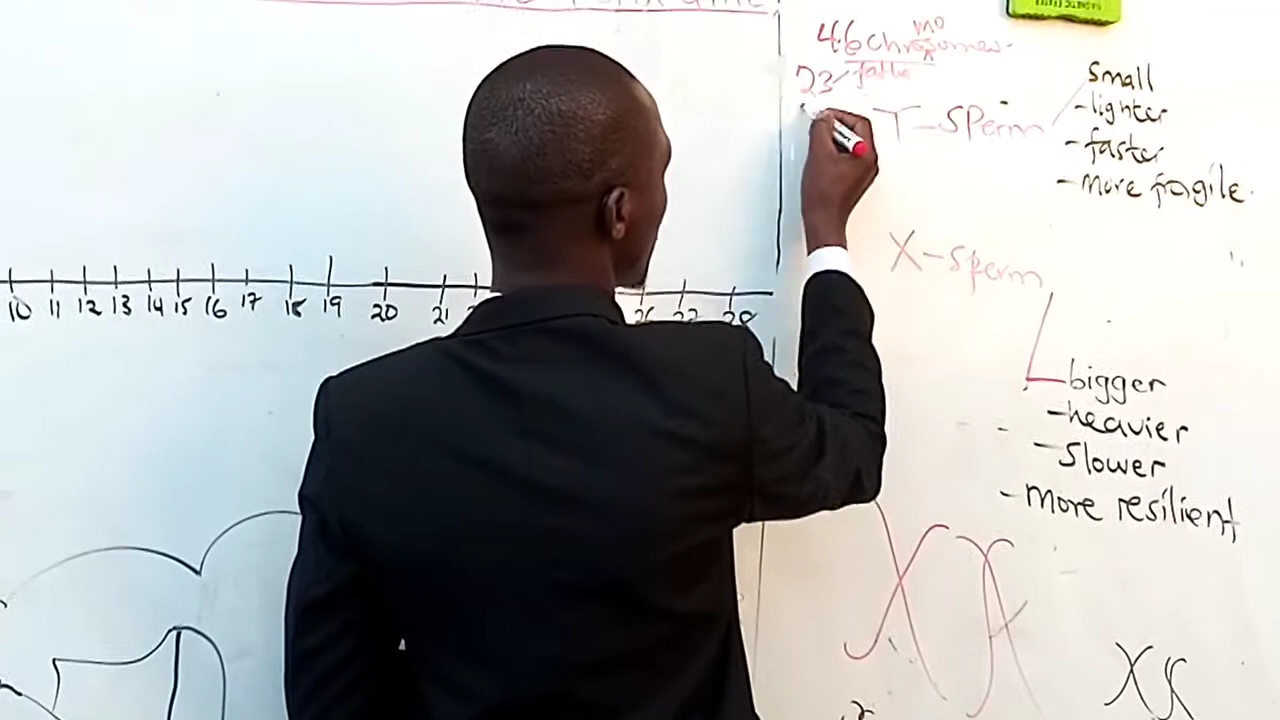 46 chromosomes.
23
Y-sperm
small
-lighter
-faster
-more fragile.
X-sperm
bigger
-heavier
-slower
-more resilient
10 11 12 13 14 15 16 17 18 19 20 21 26 27 28
XX